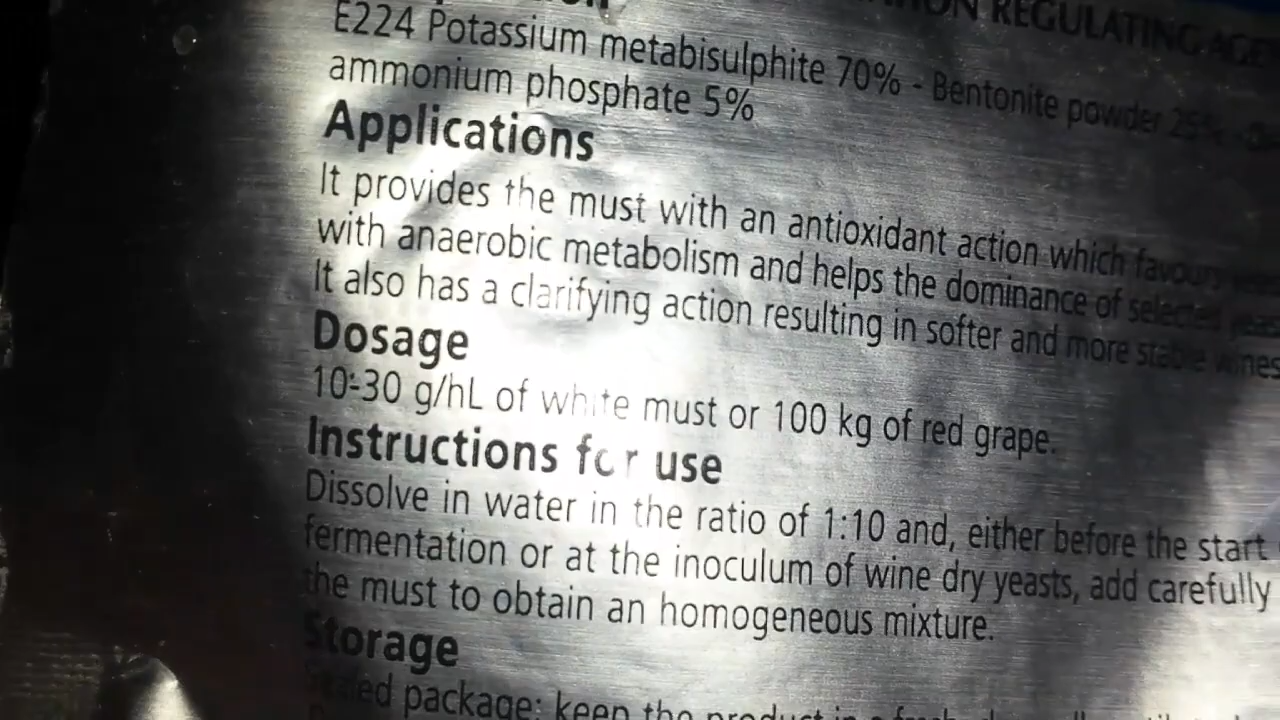 REGULATING AGE
E224 Potassium metabisulphite 70% - Bentonite powder 25%
ammonium phosphate 5%
Applications
It provides the must with an antioxidant action which favours
with anaerobic metabolism and helps the dominance of selected
It also has a clarifying action resulting in softer and more stable wines
Dosage
10-30 g/hL of white must or 100 kg of red grape.
Instructions for use
Dissolve in water in the ratio of 1:10 and, either before the start
fermentation or at the inoculum of wine dry yeasts, add carefully
the must to obtain an homogeneous mixture.
Storage
package: keep the product in a